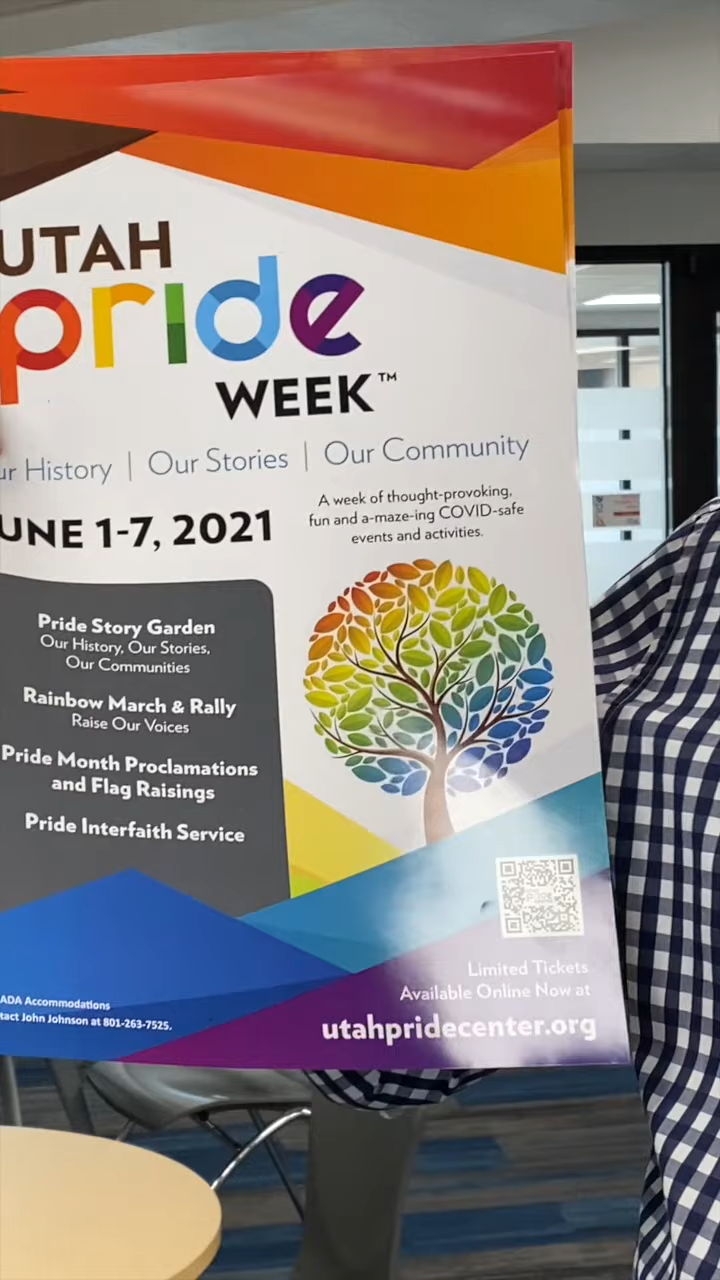 UTAH
pride
WEEK™
ur History | Our Stories | Our Community
UNE 1-7, 2021
A week of thought-provoking,
fun and a-maze-ing COVID-safe
events and activities.
Pride Story Garden
Our History, Our Stories,
Our Communities
Rainbow March & Rally
Raise Our Voices
Pride Month Proclamations
and Flag Raisings
Pride Interfaith Service
ADA Accommodations
tact John Johnson at 801-263-7525.
Limited Tickets
Available Online Now at
utahpridecenter.org